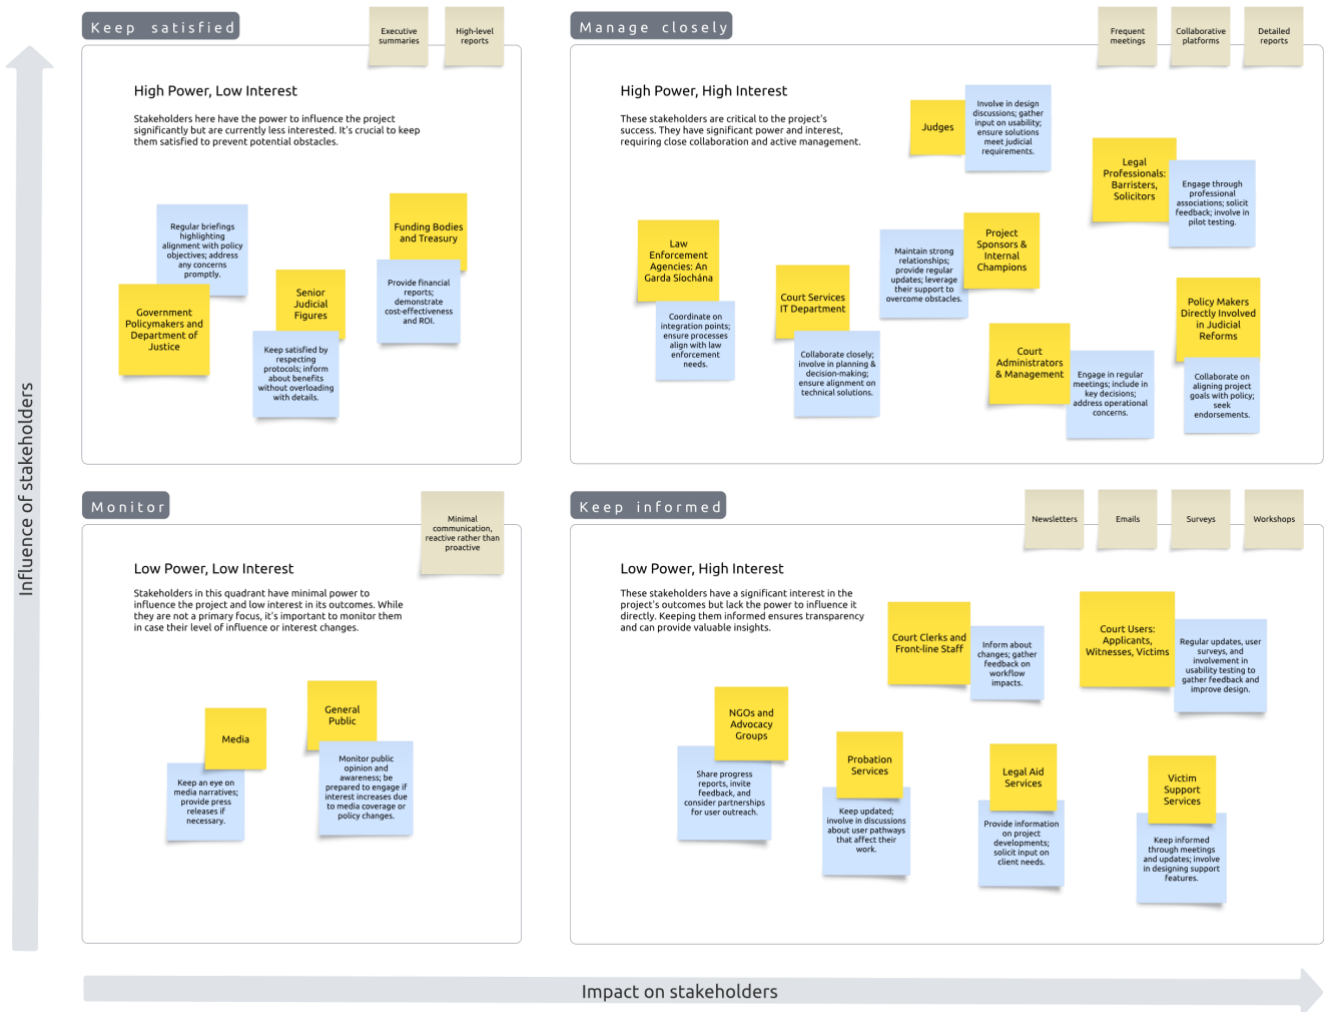 Keep satisfied
Executive
summaries
High-level
reports
High Power, Low Interest
Stakeholders here have the power to influence the project
significantly but are currently less interested. It's crucial to keep
them satisfied to prevent potential obstacles.
Regular briefings
highlighting
alignment with policy
objectives; address
any concerns
promptly.
Government
Policymakers and
Department of
Justice
Senior
Judicial
Figures
Keep satisfied by
respecting
protocols; inform
about benefits
without overloading
with details.
Funding Bodies
and Treasury
Provide financial
reports;
demonstrate
cost-effectiveness
and ROI.
Manage closely
Frequent
meetings
Collaborative
platforms
Detailed
reports
High Power, High Interest
These stakeholders are critical to the project's
success. They have significant power and interest,
requiring close collaboration and active management.
Judges
Involve in design
discussions; gather
input on usability;
ensure solutions
meet judicial
requirements.
Legal
Professionals:
Barristers,
Solicitors
Engage through
professional
associations; solicit
feedback; involve in
pilot testing.
Law
Enforcement
Agencies: An
Garda Síochána
Coordinate on
integration points;
ensure processes
align with law
enforcement
needs.
Court Services
IT Department
Collaborate closely;
involve in planning &
decision-making;
ensure alignment on
technical solutions.
Maintain strong
relationships;
provide regular
updates; leverage
their support to
overcome obstacles.
Project
Sponsors &
Internal
Champions
Court
Administrators
& Management
Engage in regular
meetings; include in
key decisions;
address operational
concerns.
Policy Makers
Directly Involved
in Judicial
Reforms
Collaborate on
aligning project
goals with policy;
seek
endorsements.
Influence of stakeholders
Monitor
Minimal
communication,
reactive rather than
proactive
Low Power, Low Interest
Stakeholders in this quadrant have minimal power to
influence the project and low interest in its outcomes. While
they are not a primary focus, it's important to monitor them
in case their level of influence or interest changes.
Media
Keep an eye on
media narratives;
provide press
releases if
necessary.
General
Public
Monitor public
opinion and
awareness; be
prepared to engage if
interest increases due
to media coverage or
policy changes.
Keep informed
Newsletters
Emails
Surveys
Workshops
Low Power, High Interest
These stakeholders have a significant interest in the
project's outcomes but lack the power to influence it
directly. Keeping them informed ensures transparency
and can provide valuable insights.
Court Clerks and
Front-line Staff
Inform about
changes; gather
feedback on
workflow
impacts.
Court Users:
Applicants,
Witnesses, Victims
Regular updates, user
surveys, and
involvement in
usability testing to
gather feedback and
improve design.
NGOs and
Advocacy
Groups
Share progress
reports, invite
feedback, and
consider partnerships
for user outreach.
Probation
Services
Keep updated;
involve in discussions
about user pathways
that affect their
work.
Legal Aid
Services
Provide information
on project
developments;
solicit input on
client needs.
Victim
Support
Services
Keep informed
through meetings
and updates; involve
in designing support
features.
Impact on stakeholders